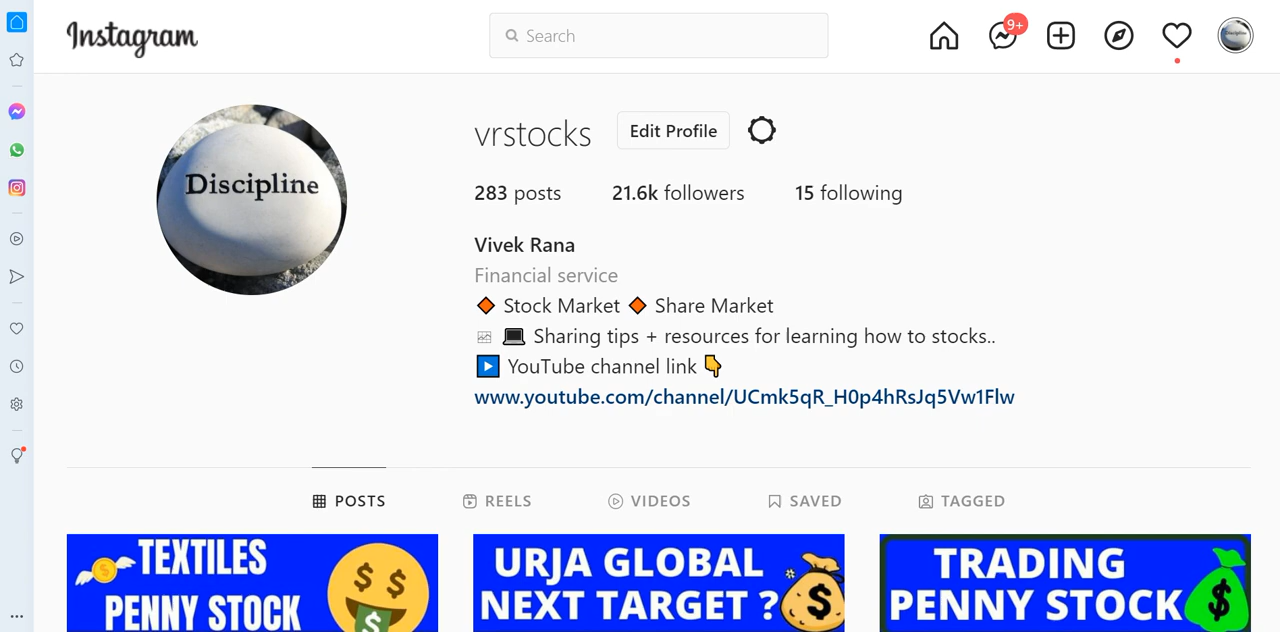 Instagram
Search
9+
Discipline
vrstocks
Edit Profile
283 posts
21.6k followers
15 following
Vivek Rana
Financial service
🔸 Stock Market 🔸 Share Market
💻 Sharing tips + resources for learning how to stocks..
▶️ YouTube channel link 👇
www.youtube.com/channel/UCmk5qR_H0p4hRsJq5Vw1Flw
POSTS
REELS
VIDEOS
SAVED
TAGGED
TEXTILES
PENNY STOCK
URJA GLOBAL
NEXT TARGET ?
TRADING
PENNY STOCK